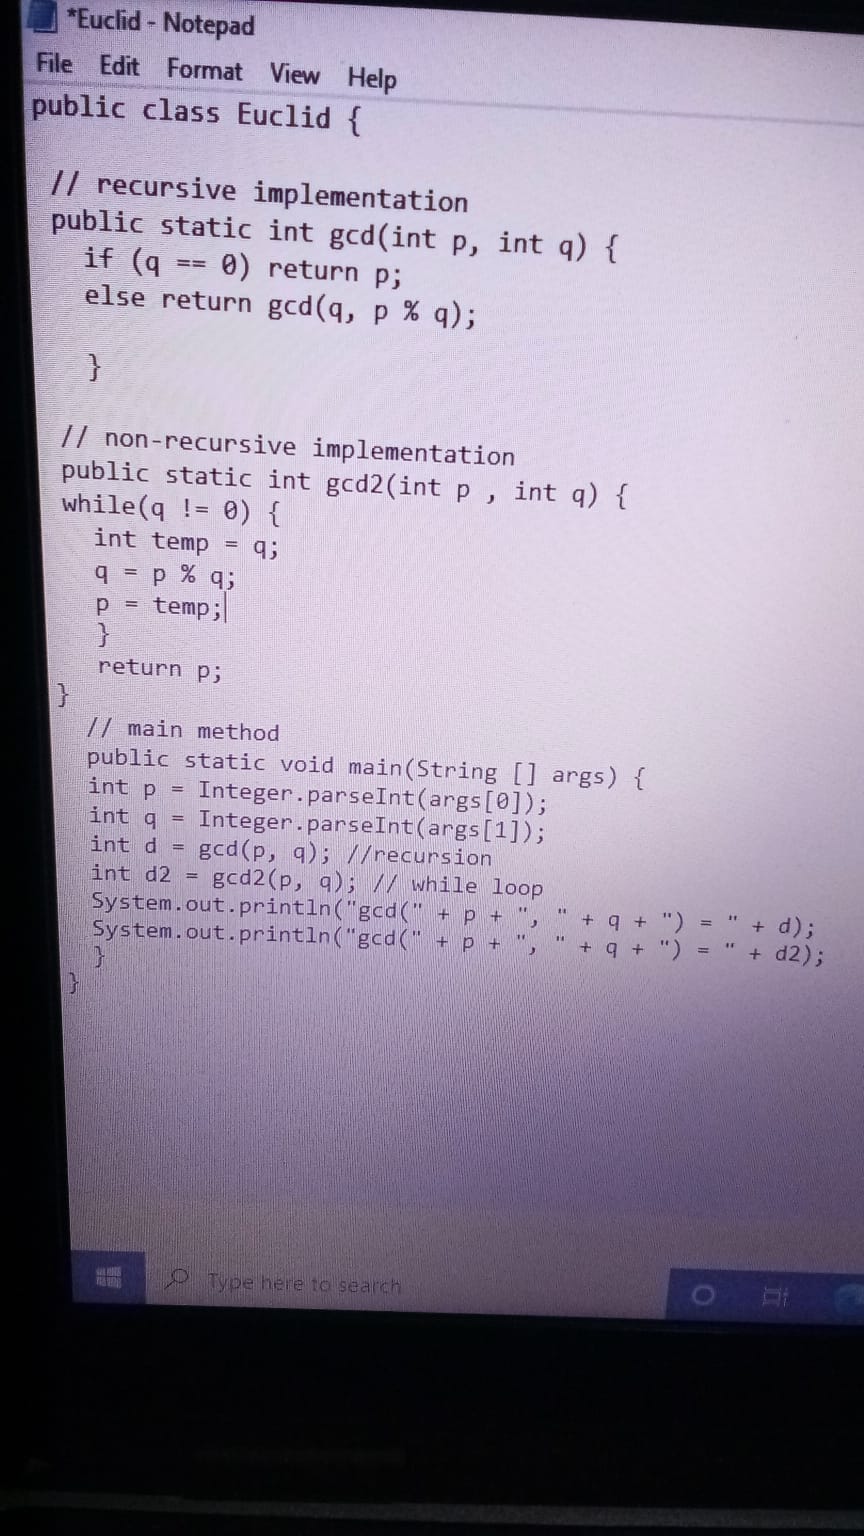 *Euclid - Notepad
File Edit Format View Help
public class Euclid {
// recursive implementation
public static int gcd(int p, int q) {
if (q == 0) return p;
else return gcd(q, p % q);
}
// non-recursive implementation
public static int gcd2(int p , int q) {
while(q != 0) {
int temp = q;
q = p % q;
p = temp;
}
return p;
}
// main method
public static void main(String [] args) {
int p = Integer.parseInt(args[0]);
int q = Integer.parseInt(args[1]);
int d = gcd(p, q); //recursion
int d2 = gcd2(p, q); // while loop
System.out.println("gcd(" + p + ", " + q + ") = " + d);
System.out.println("gcd(" + p + ", " + q + ") = " + d2);
}
}
Type here to search